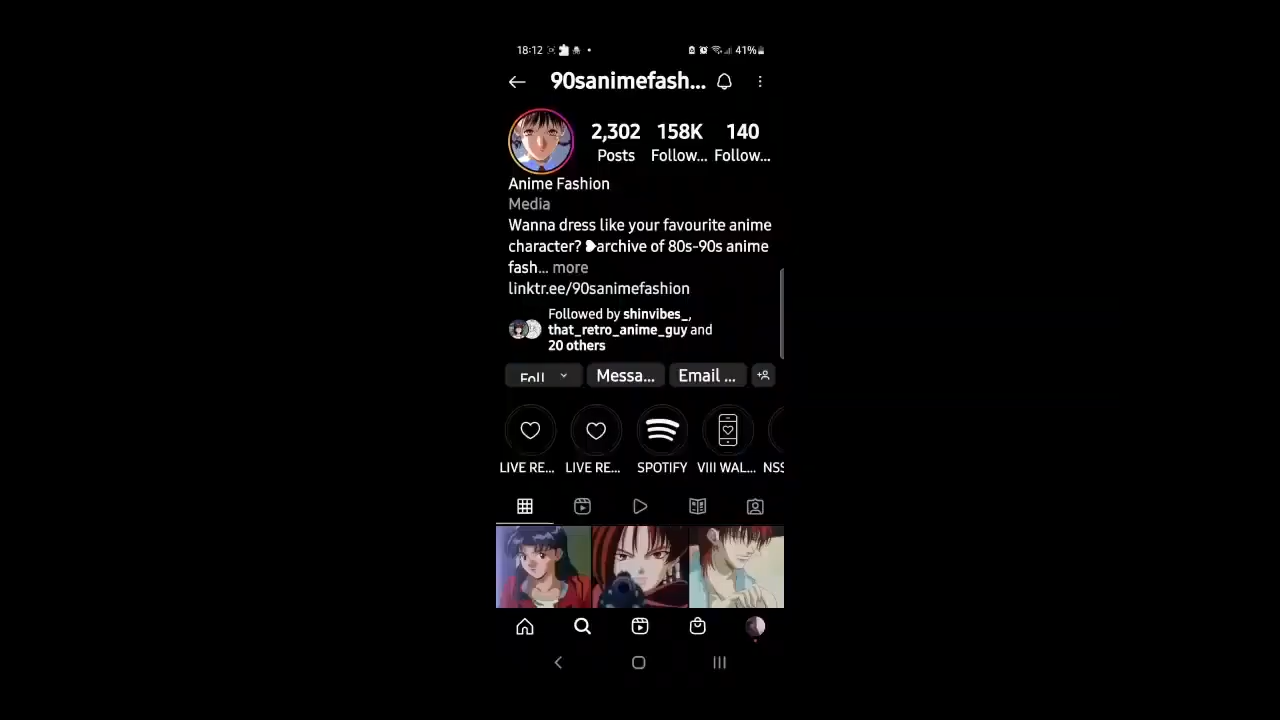 18:12 41%
90sanimefash...
2,302 158K 140
Posts Follow... Follow...
Anime Fashion
Media
Wanna dress like your favourite anime
character? archive of 80s-90s anime
fash... more
linktr.ee/90sanimefashion
Followed by shinvibes_,
that_retro_anime_guy and
20 others
Foll Messa... Email ...
LIVE RE... LIVE RE... SPOTIFY VIII WAL... NSS